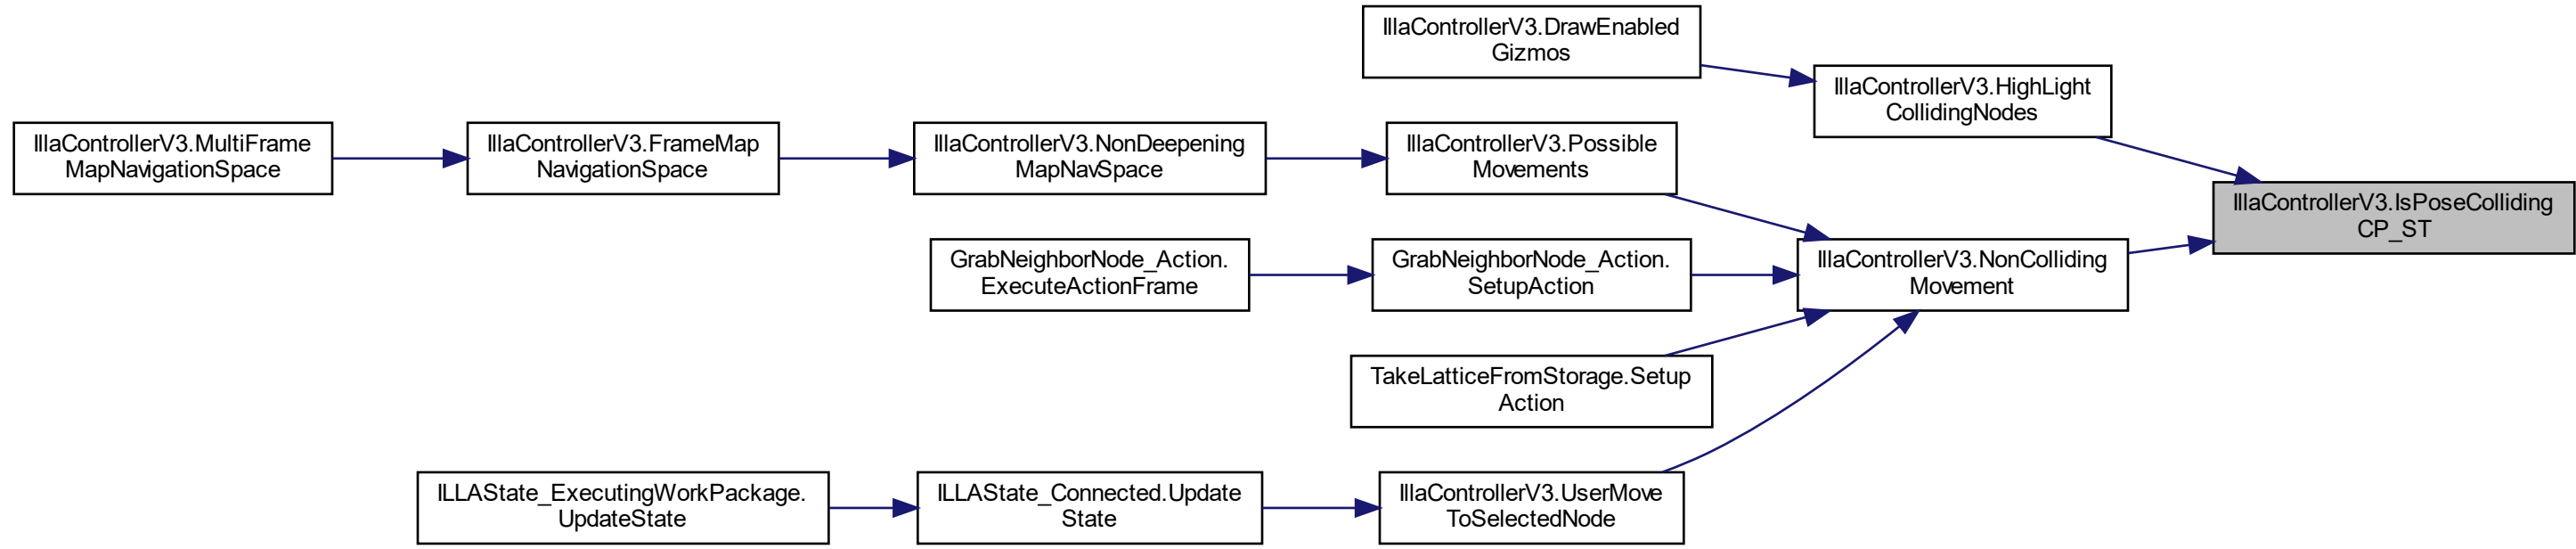 IllaControllerV3.DrawEnabled
Gizmos
IllaControllerV3.HighLight
CollidingNodes
IllaControllerV3.MultiFrame
MapNavigationSpace
IllaControllerV3.FrameMap
NavigationSpace
IllaControllerV3.NonDeepening
MapNavSpace
IllaControllerV3.Possible
Movements
IllaControllerV3.IsPoseColliding
CP_ST
GrabNeighborNode_Action.
ExecuteActionFrame
GrabNeighborNode_Action.
SetupAction
IllaControllerV3.NonColliding
Movement
TakeLatticeFromStorage.Setup
Action
ILLAState_ExecutingWorkPackage.
UpdateState
ILLAState_Connected.Update
State
IllaControllerV3.UserMove
ToSelectedNode